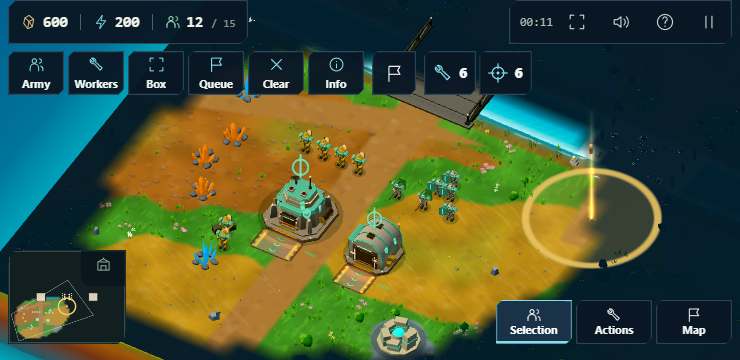 600 200 12 / 15
00:11
Army Workers Box Queue Clear Info 6 6
Selection Actions Map